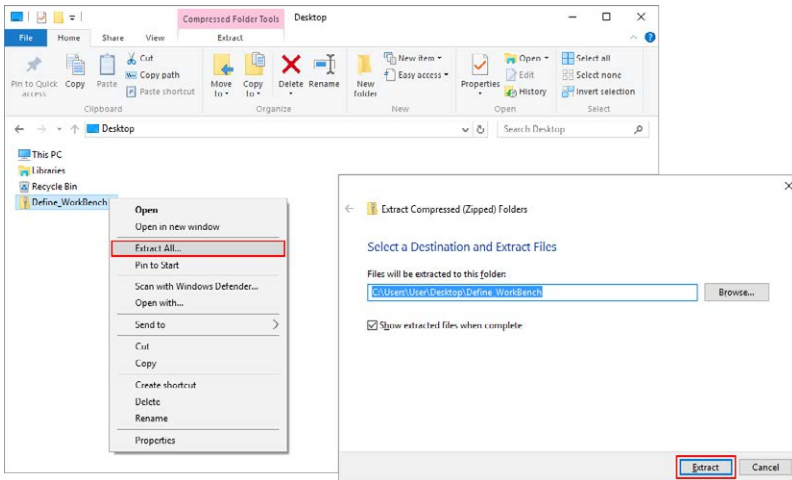 Compressed Folder Tools Desktop
File Home Share View Extract
Pin to Quick access
Copy
Paste
Cut
Copy path
Paste shortcut
Clipboard
Move to
Copy to
Delete
Rename
Organize
New folder
New item
Easy access
New
Properties
Open
Edit
History
Open
Select all
Select none
Invert selection
Select
Desktop
Search Desktop
This PC
Libraries
Recycle Bin
Define_WorkBench
Open
Open in new window
Extract All...
Pin to Start
Scan with Windows Defender...
Open with...
Send to
Cut
Copy
Create shortcut
Delete
Rename
Properties
Extract Compressed (Zipped) Folders
Select a Destination and Extract Files
Files will be extracted to this folder:
C:\Users\User\Desktop\Define_WorkBench
Browse...
Show extracted files when complete
Extract
Cancel